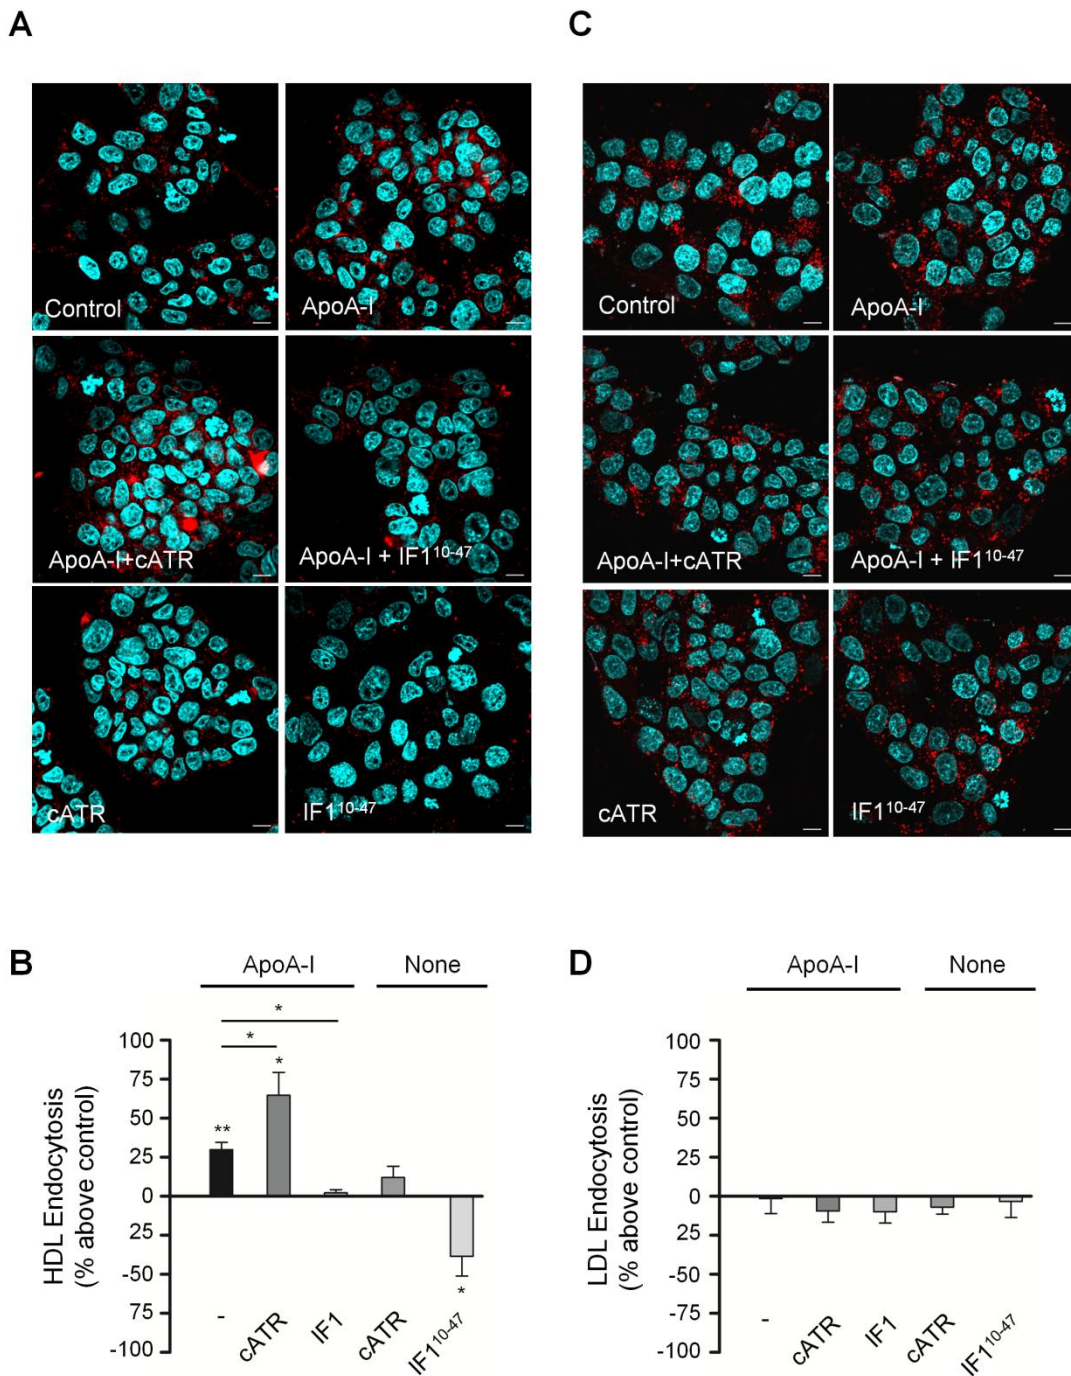 A
C
Control
ApoA-I
Control
ApoA-I
ApoA-I+cATR
ApoA-I + IF1¹⁰⁻⁴⁷
ApoA-I+cATR
ApoA-I + IF1¹⁰⁻⁴⁷
cATR
IF1¹⁰⁻⁴⁷
cATR
IF1¹⁰⁻⁴⁷
B
ApoA-I
None
*
*
*
**
*
HDL Endocytosis
(% above control)
100
75
50
25
0
25
-50
75
-100
-
cATR
IF1
cATR
IF1¹⁰⁻⁴⁷
D
ApoA-I
None
LDL Endocytosis
(% above control)
100
75
50
25
0
25
-50
-75
-100
-
cATR
IF1
cATR
IF1¹⁰⁻⁴⁷